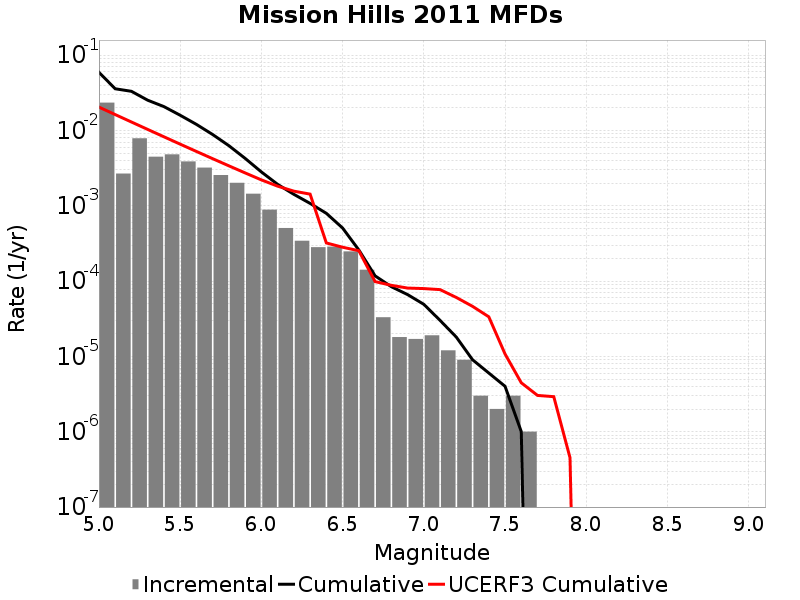 Mission Hills 2011 MFDs
Rate (1/yr)
10-1
10-2
10-3
10-4
10-5
10-6
10-7
5.0 5.5 6.0 6.5 7.0 7.5 8.0 8.5 9.0
Magnitude
Incremental Cumulative UCERF3 Cumulative